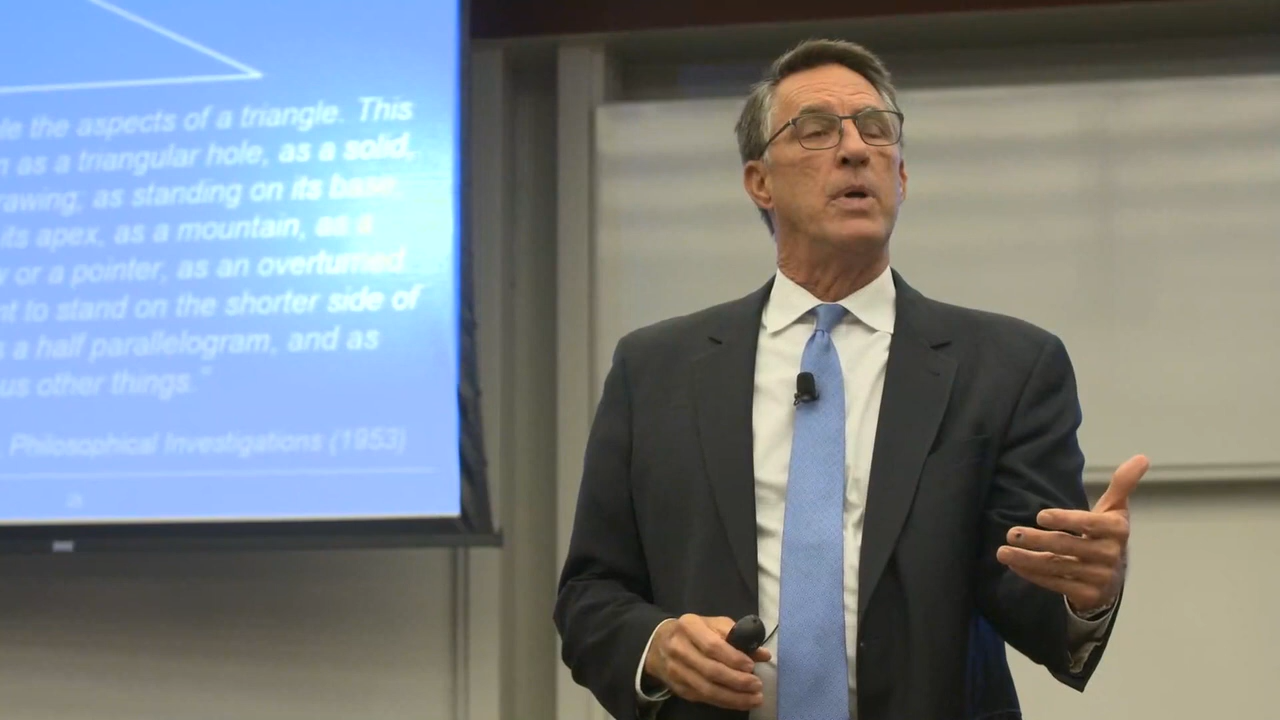 le the aspects of a triangle. This
as a triangular hole, as a solid,
rawing, as standing on its base,
its apex, as a mountain, as a
or a pointer, as an overturned
nt to stand on the shorter side of
a half parallelogram, and as
us other things."
Philosophical Investigations (1953)